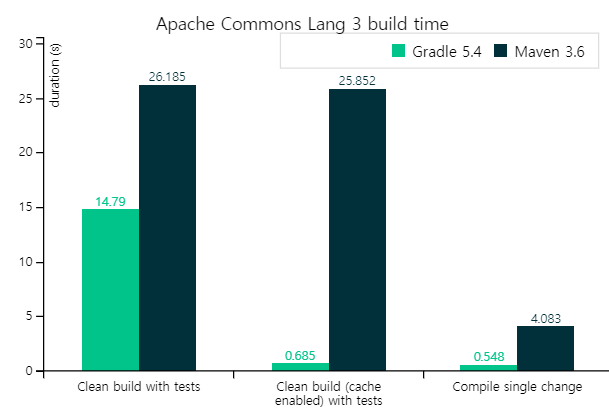 Apache Commons Lang 3 build time
Gradle 5.4
Maven 3.6
duration (s)
30
25
20
15
10
5
0
14.79
26.185
0.685
25.852
0.548
4.083
Clean build with tests
Clean build (cache
enabled) with tests
Compile single change